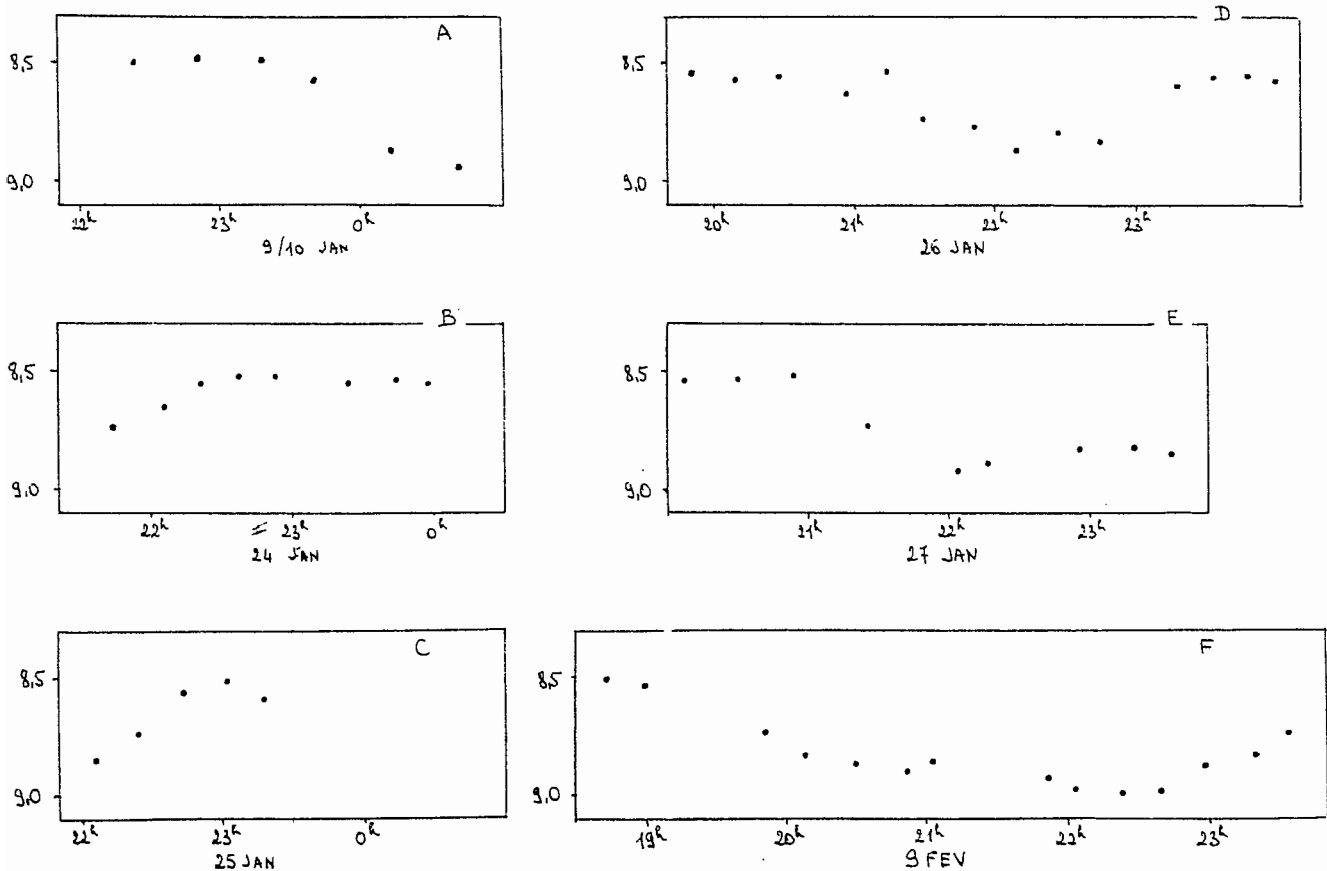 A
8,5
9,0
22ʰ 23ʰ 0ʰ
9/10 JAN
D
8,5
9,0
20ʰ 21ʰ 22ʰ 23ʰ
26 JAN
B
8,5
9,0
22ʰ 23ʰ 0ʰ
24 JAN
E
8,5
9,0
21ʰ 22ʰ 23ʰ
27 JAN
C
8,5
9,0
22ʰ 23ʰ 0ʰ
25 JAN
F
8,5
9,0
19ʰ 20ʰ 21ʰ 22ʰ 23ʰ
9 FEV